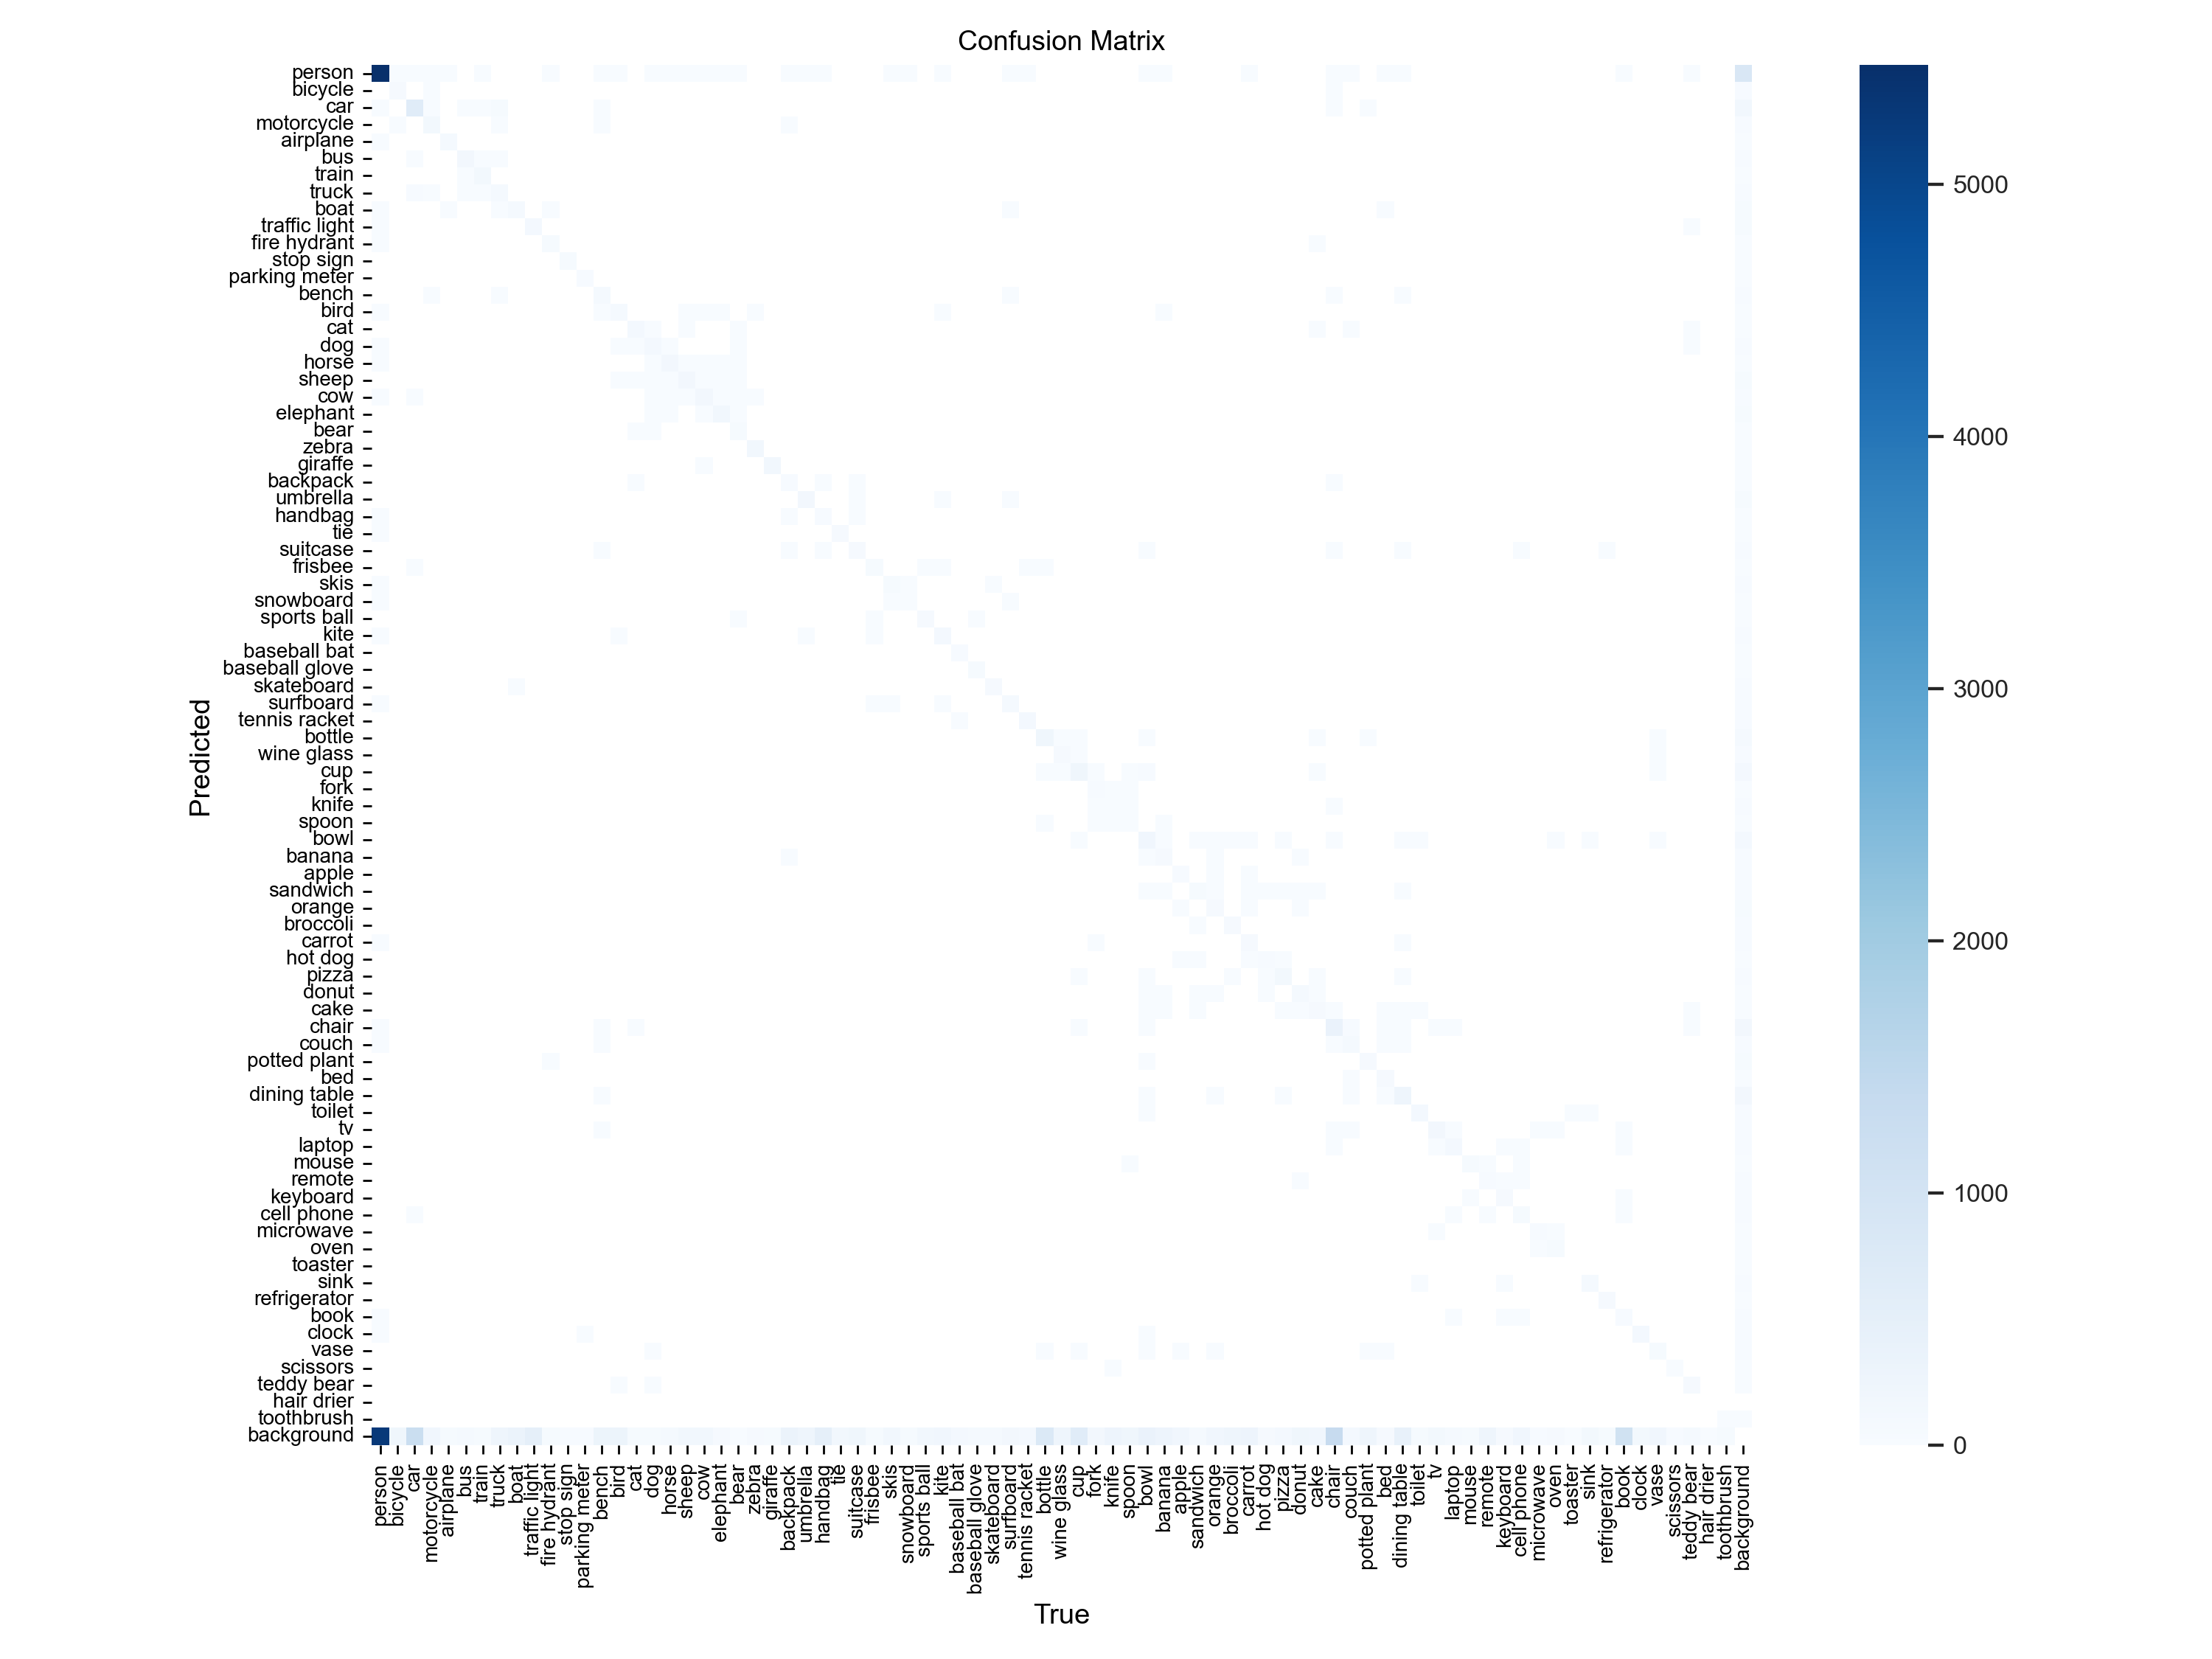 Confusion Matrix
person
bicycle
car
motorcycle
airplane
bus
train
truck
boat
traffic light
fire hydrant
stop sign
parking meter
bench
bird
cat
dog
horse
sheep
cow
elephant
bear
zebra
giraffe
backpack
umbrella
handbag
tie
suitcase
frisbee
skis
snowboard
sports ball
kite
baseball bat
baseball glove
skateboard
surfboard
tennis racket
bottle
wine glass
cup
fork
knife
spoon
bowl
banana
apple
sandwich
orange
broccoli
carrot
hot dog
pizza
donut
cake
chair
couch
potted plant
bed
dining table
toilet
tv
laptop
mouse
remote
keyboard
cell phone
microwave
oven
toaster
sink
refrigerator
book
clock
vase
scissors
teddy bear
hair drier
toothbrush
background
Predicted
person
bicycle
car
motorcycle
airplane
bus
train
truck
boat
traffic light
fire hydrant
stop sign
parking meter
bench
bird
cat
dog
horse
sheep
cow
elephant
bear
zebra
giraffe
backpack
umbrella
handbag
tie
suitcase
frisbee
skis
snowboard
sports ball
kite
baseball bat
baseball glove
skateboard
surfboard
tennis racket
bottle
wine glass
cup
fork
knife
spoon
bowl
banana
apple
sandwich
orange
broccoli
carrot
hot dog
pizza
donut
cake
chair
couch
potted plant
bed
dining table
toilet
tv
laptop
mouse
remote
keyboard
cell phone
microwave
oven
toaster
sink
refrigerator
book
clock
vase
scissors
teddy bear
hair drier
toothbrush
background
True
5000
4000
3000
2000
1000
0